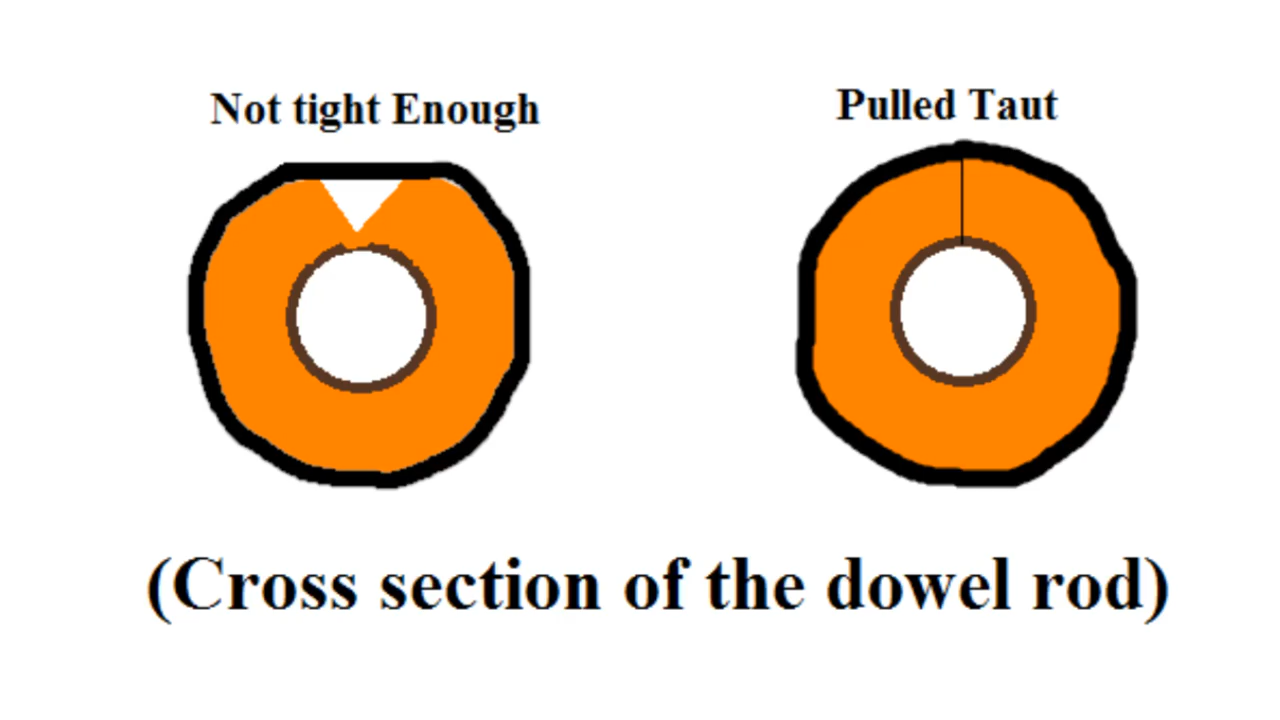 Not tight Enough
Pulled Taut
(Cross section of the dowel rod)